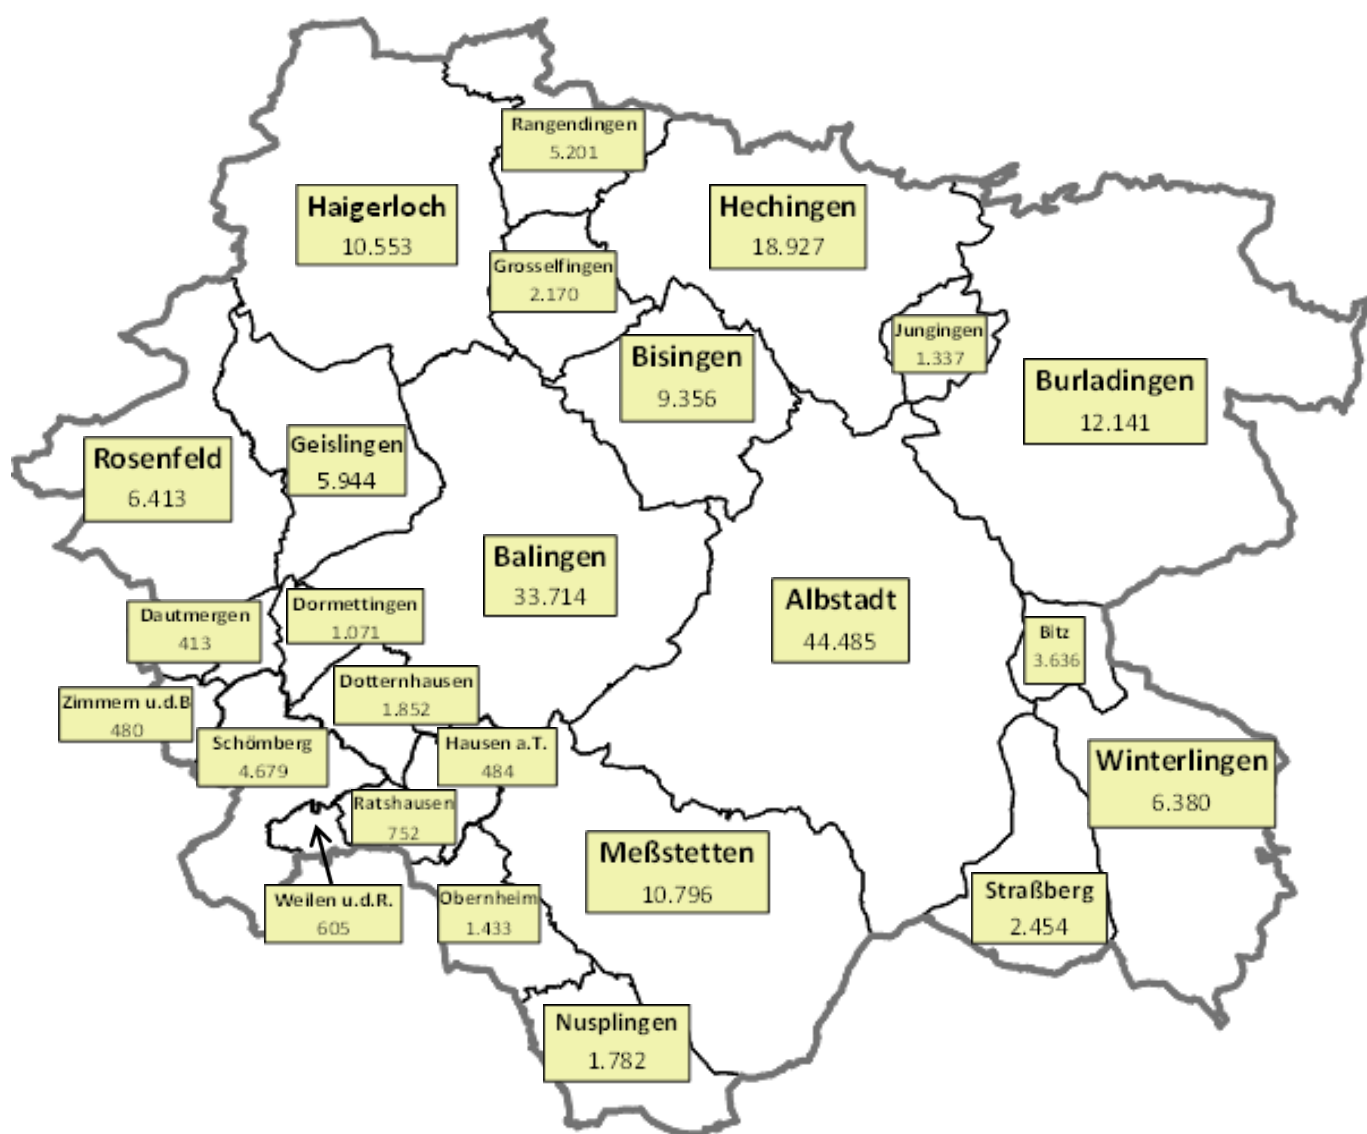 Rangendingen
5.201
Haigerloch
10.553
Hechingen
18.927
Grosselfingen
2.170
Jungingen
1.337
Bisingen
9.356
Burladingen
12.141
Geislingen
5.944
Rosenfeld
6.413
Balingen
33.714
Albstadt
44.485
Dormettingen
1.071
Dautmergen
413
Bitz
3.636
Dotternhausen
1.852
Zimmern u.d.B
480
Schömberg
4.679
Hausen a.T.
484
Winterlingen
6.380
Ratshausen
752
Meßstetten
10.796
Straßberg
2.454
Weilen u.d.R.
605
Obernheim
1.433
Nusplingen
1.782